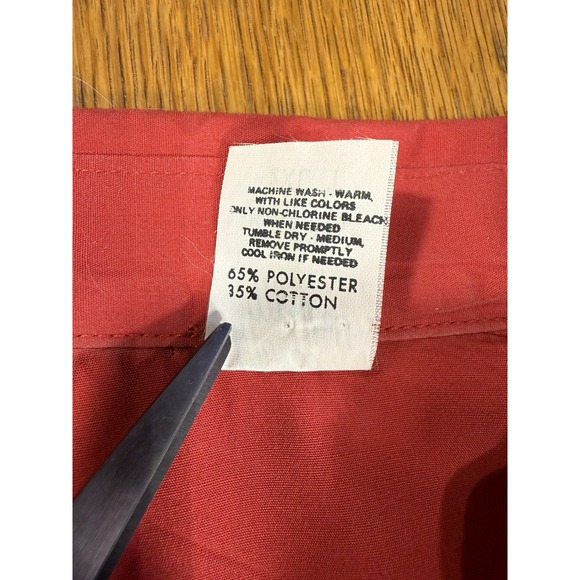 MACHINE WASH - WARM,
WITH LIKE COLORS
ONLY NON-CHLORINE BLEACH
WHEN NEEDED
TUMBLE DRY - MEDIUM,
REMOVE PROMPTLY
COOL IRON IF NEEDED
65% POLYESTER
35% COTTON